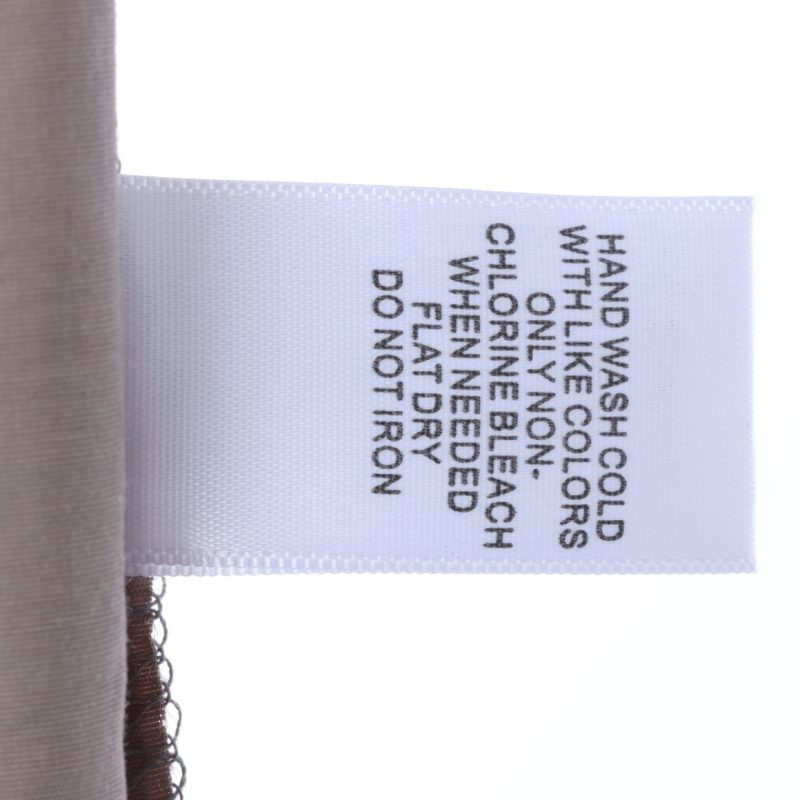 HAND WASH COLD
WITH LIKE COLORS
ONLY NON-
CHLORINE BLEACH
WHEN NEEDED
FLAT DRY
DO NOT IRON